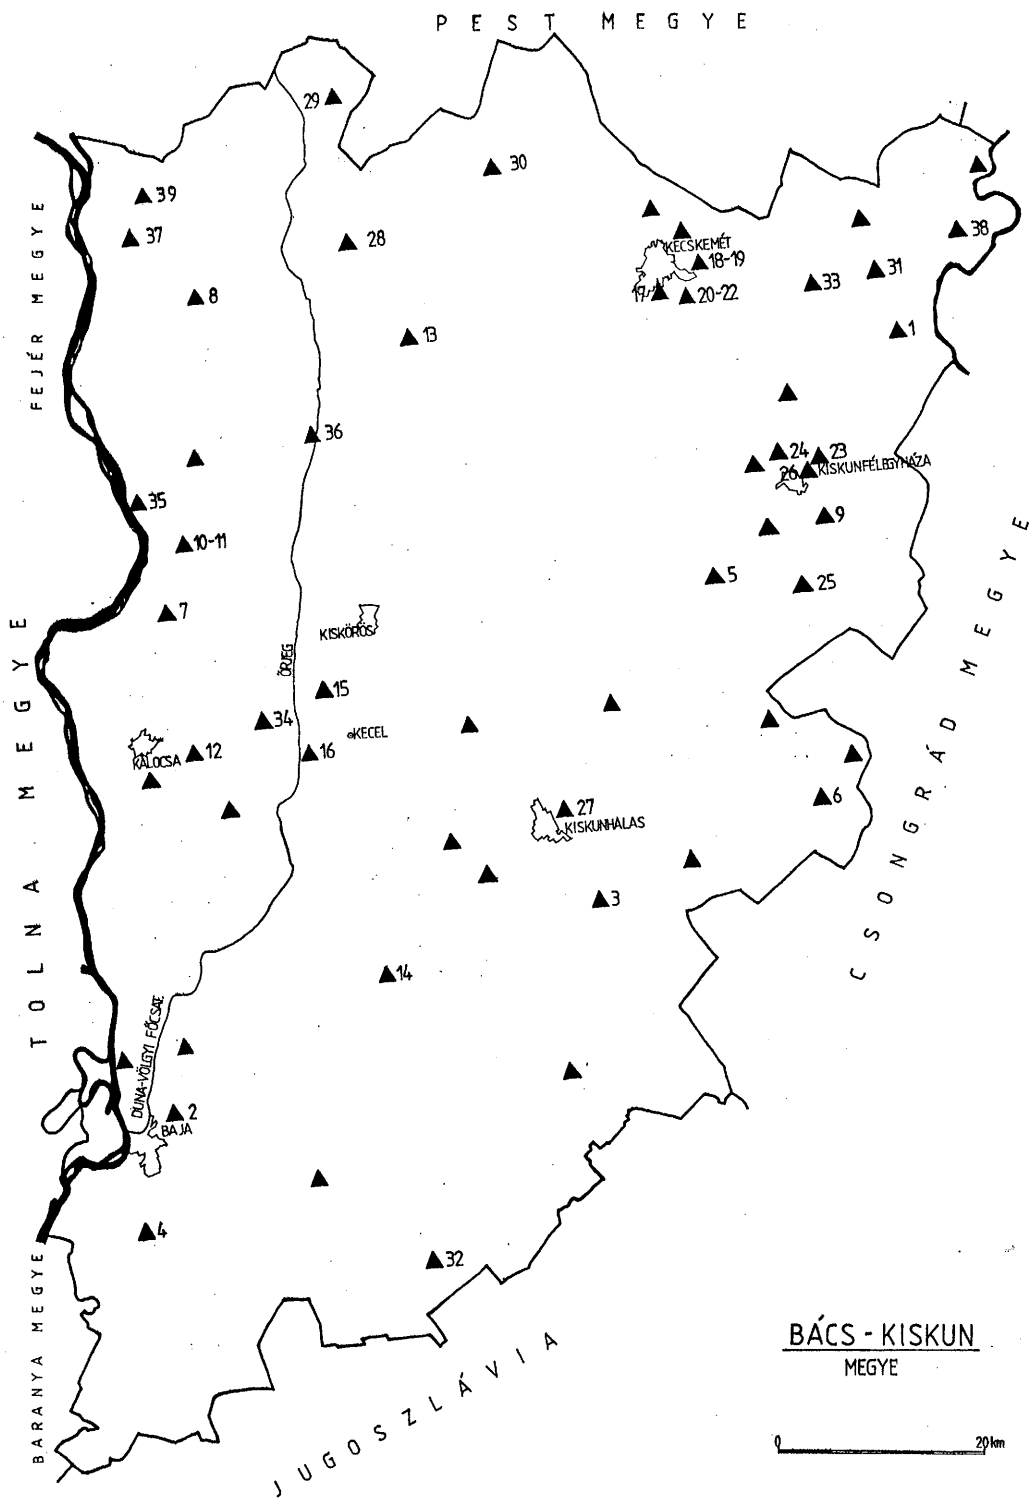 PEST MEGYE
29
30
39
38
37
28
KECSKEMÉT
18-19
31
33
8
19
20-22
1
13
FEJÉR MEGYE
36
24
23
26
KISKUNFÉLEGYHÁZA
35
9
10-11
5
25
7
KISKŐRÖS
ŐRJEG
15
34
KECEL
12
16
KALOCSA
6
27
KISKUNHALAS
TOLNA MEGYE
CSONGRÁD MEGYE
3
14
DUNA-VÖLGYI FŐCSAT.
2
BAJA
4
32
BARANYA MEGYE
JUGOSZLÁVIA
BÁCS - KISKUN
MEGYE
0 20 km